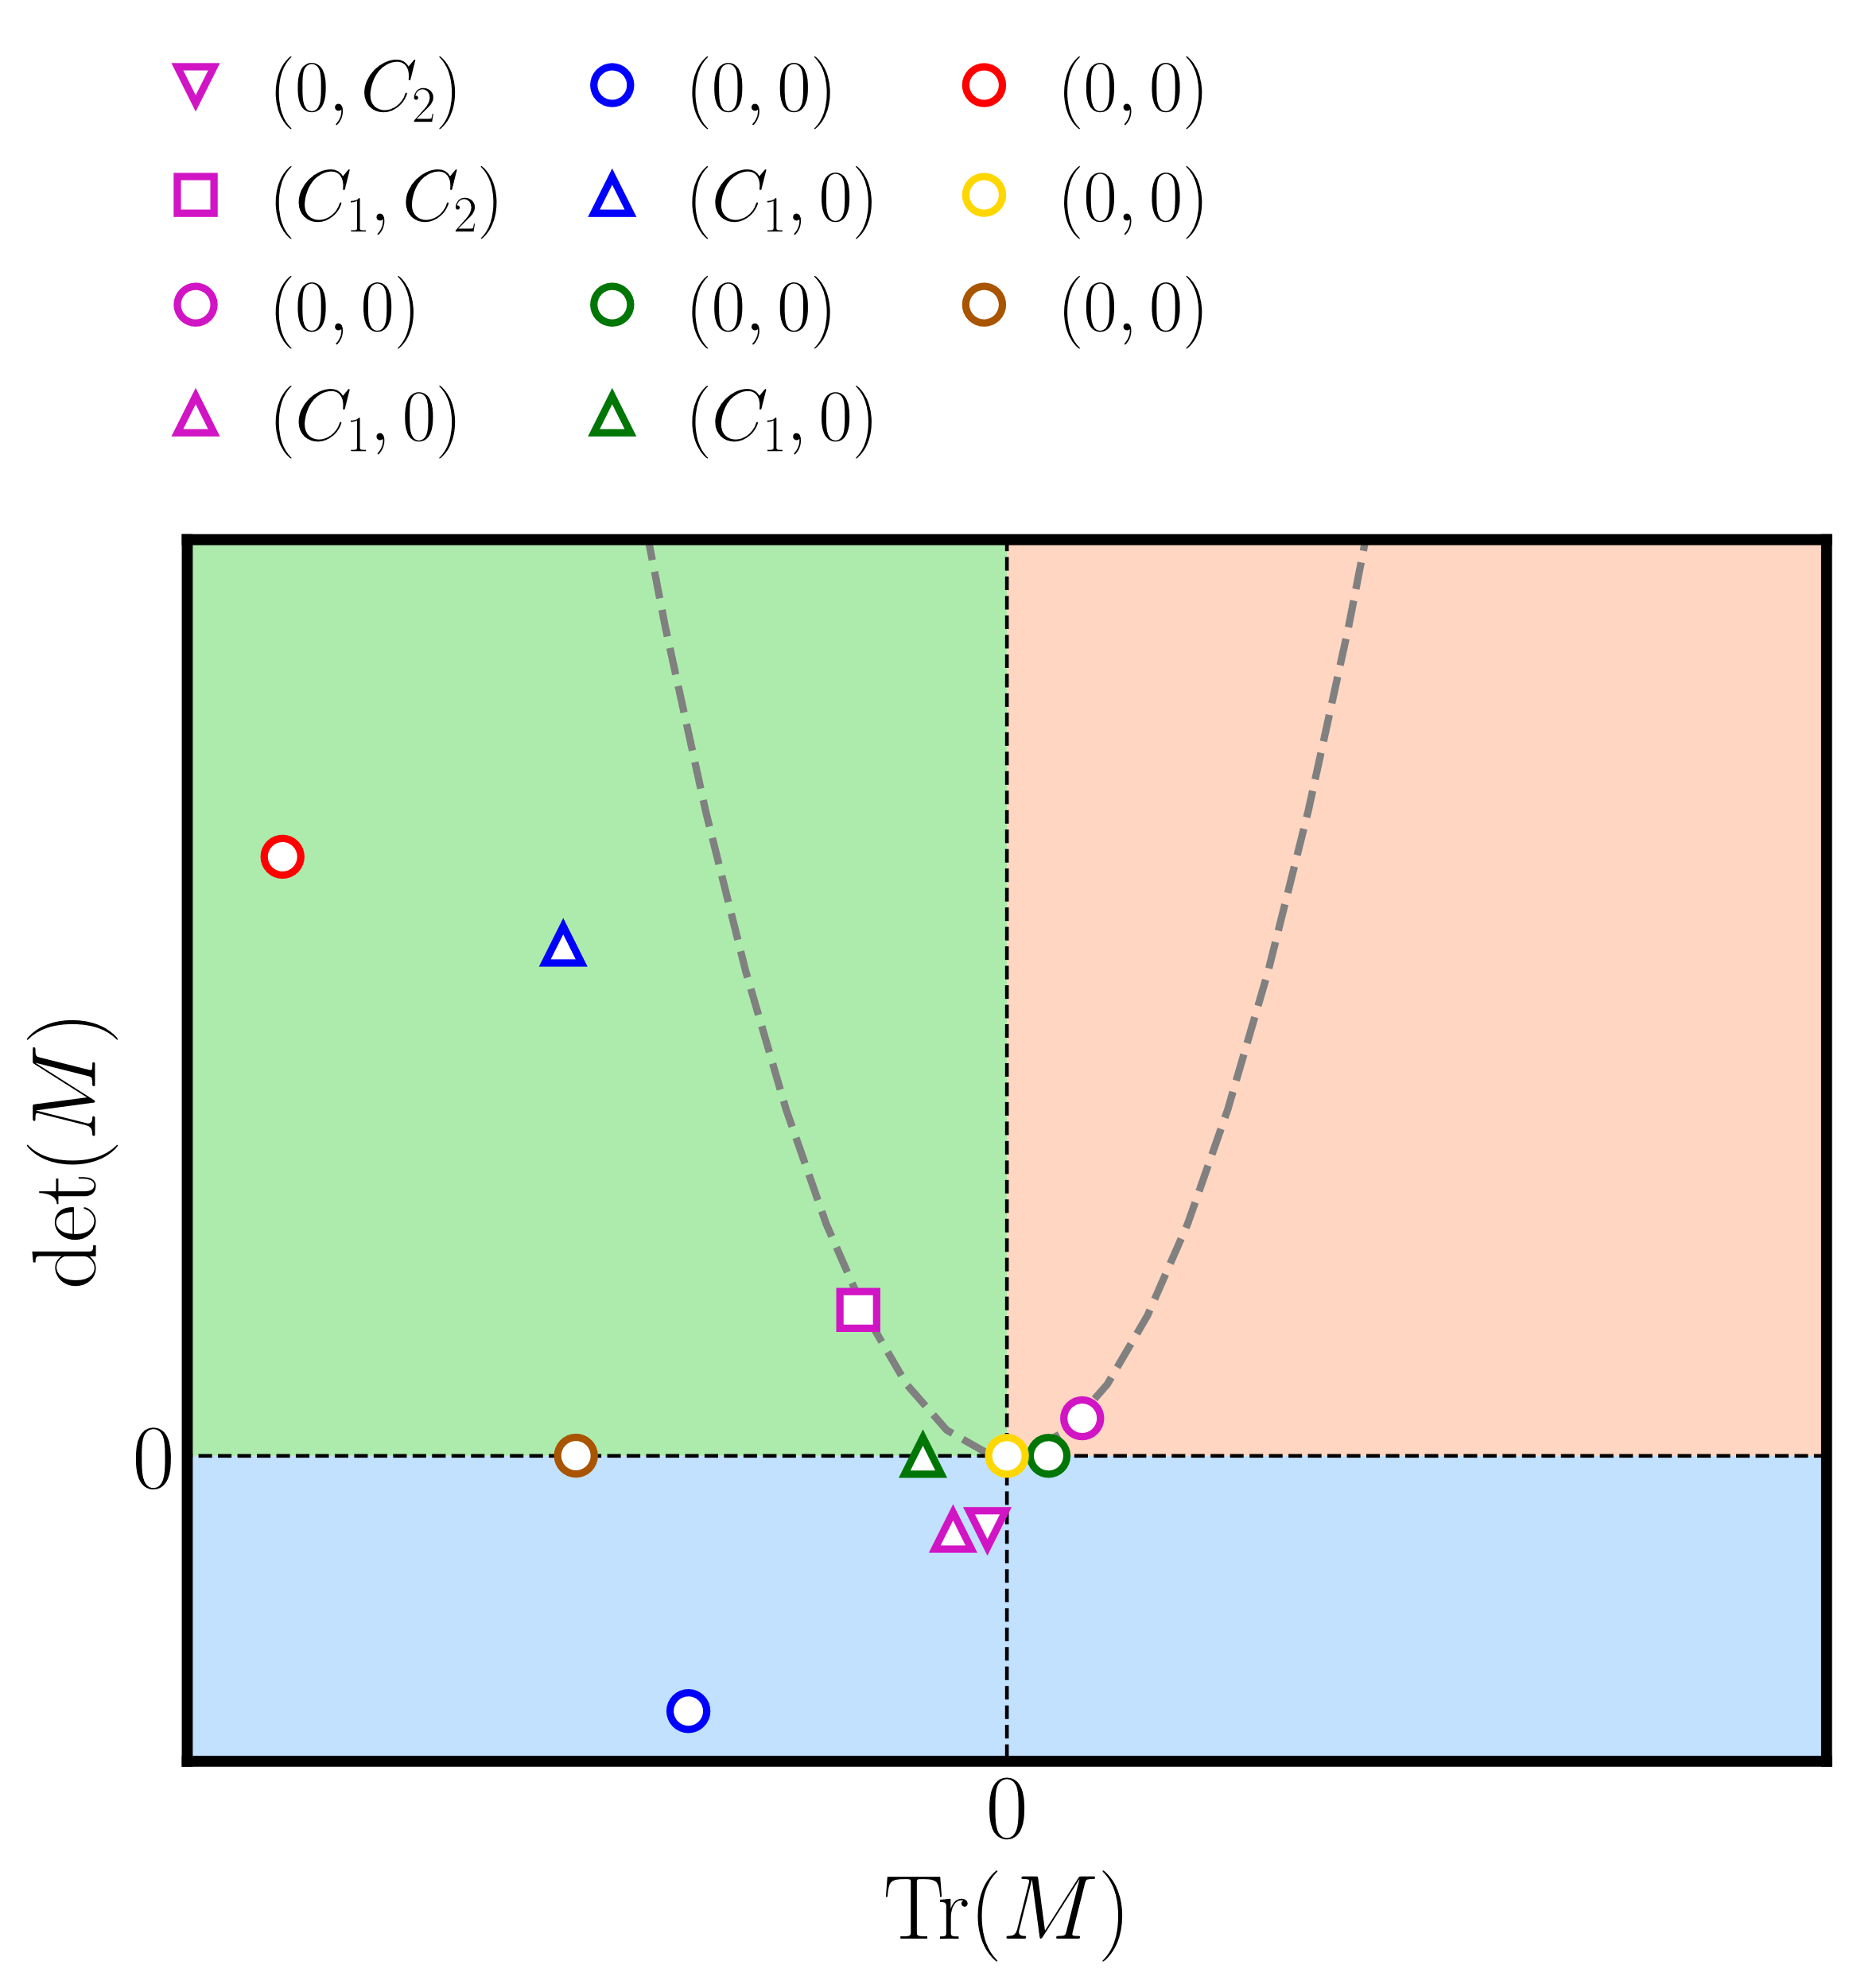 (0, C₂) (0, 0) (0, 0)
(C₁, C₂) (C₁, 0) (0, 0)
(0, 0) (0, 0) (0, 0)
(C₁, 0) (C₁, 0)
det(M)
0
0
Tr(M)